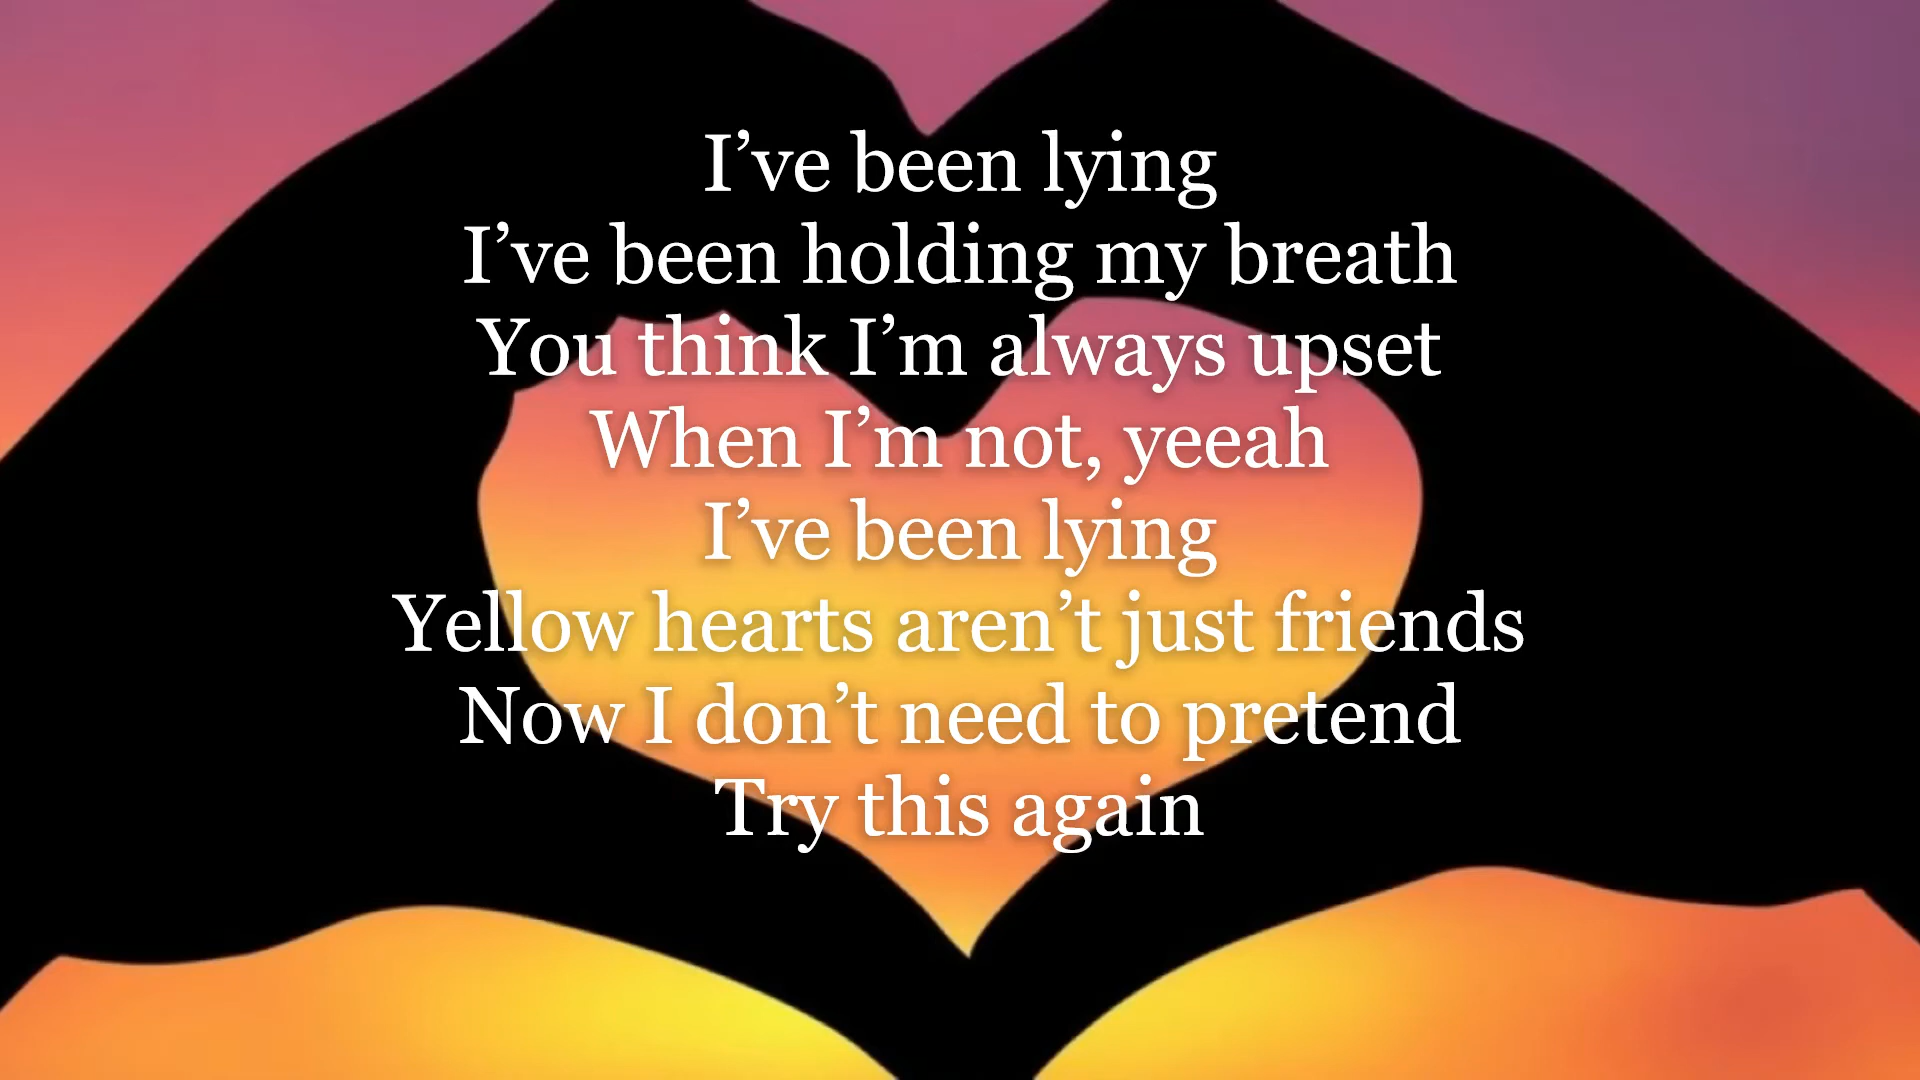 I’ve been lying
I’ve been holding my breath
You think I’m always upset
When I’m not, yeeah
I’ve been lying
Yellow hearts aren’t just friends
Now I don’t need to pretend
Try this again